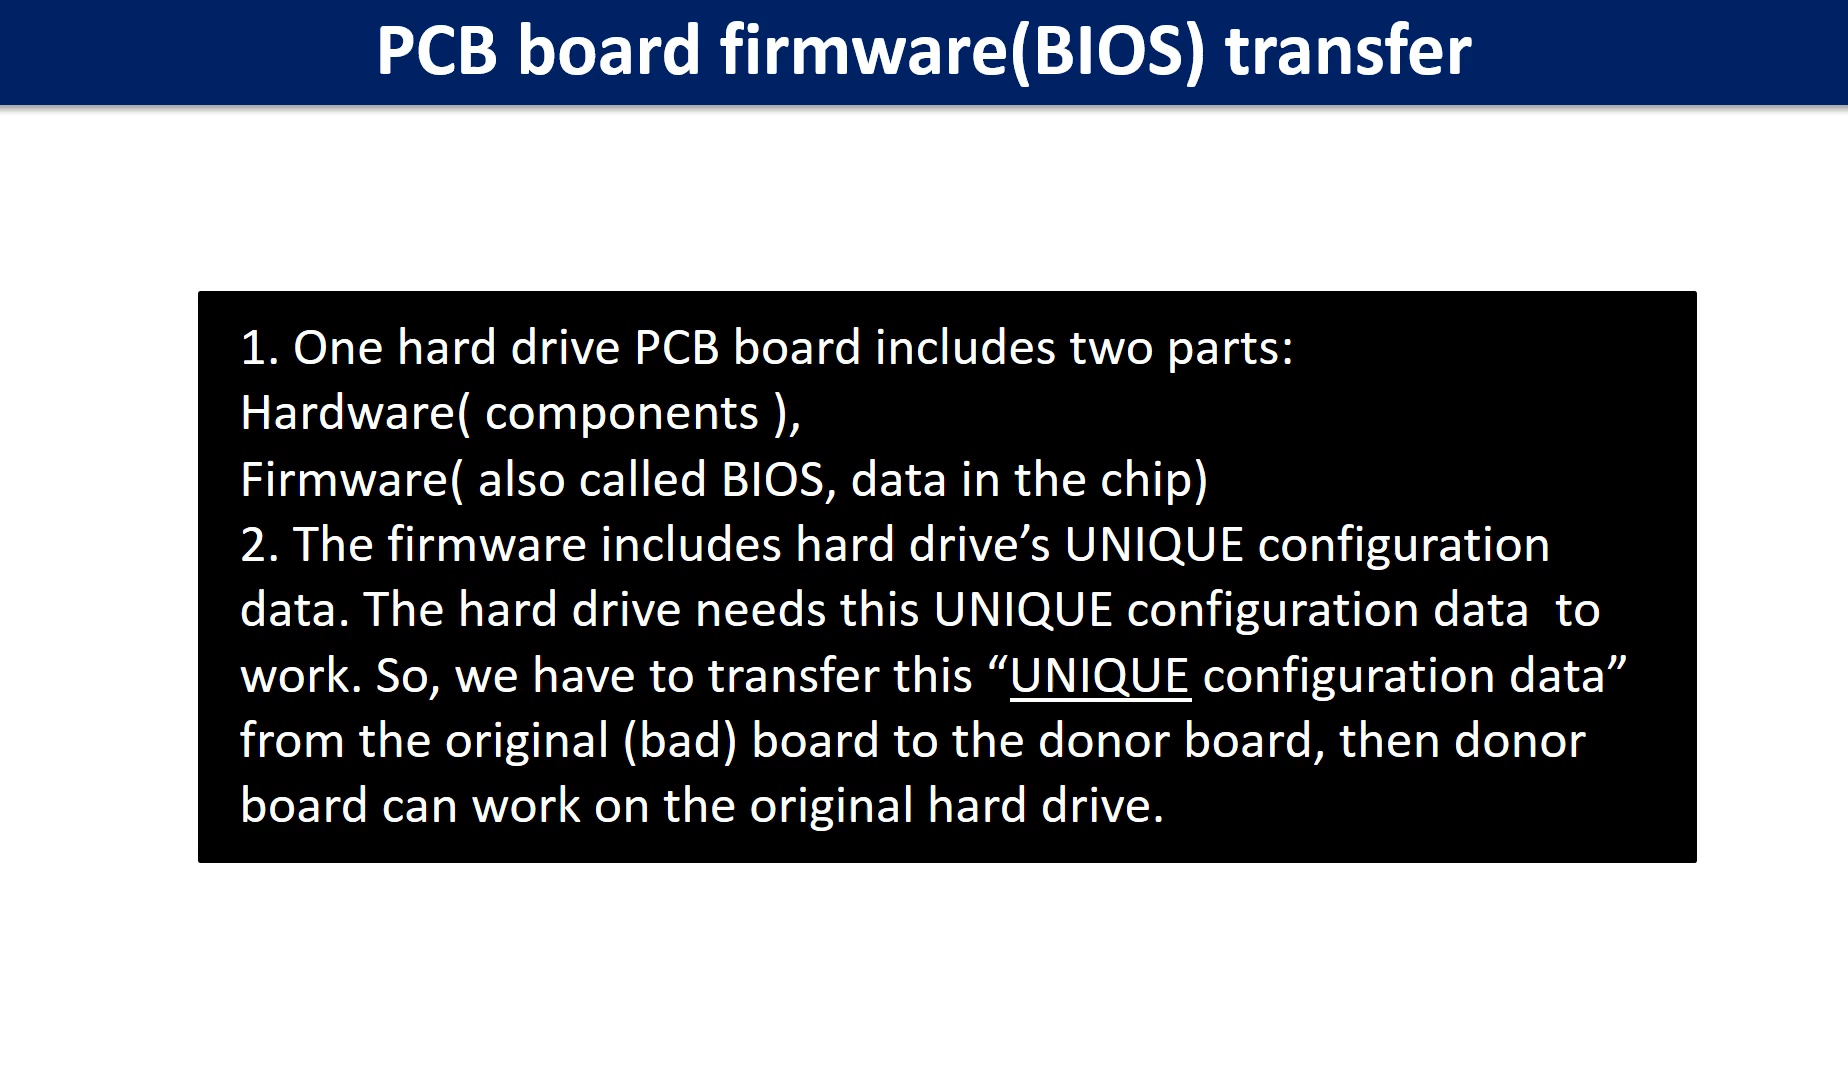 PCB board firmware(BIOS) transfer
1. One hard drive PCB board includes two parts:
Hardware( components ),
Firmware( also called BIOS, data in the chip)
2. The firmware includes hard drive’s UNIQUE configuration
data. The hard drive needs this UNIQUE configuration data  to
work. So, we have to transfer this “UNIQUE configuration data”
from the original (bad) board to the donor board, then donor
board can work on the original hard drive.